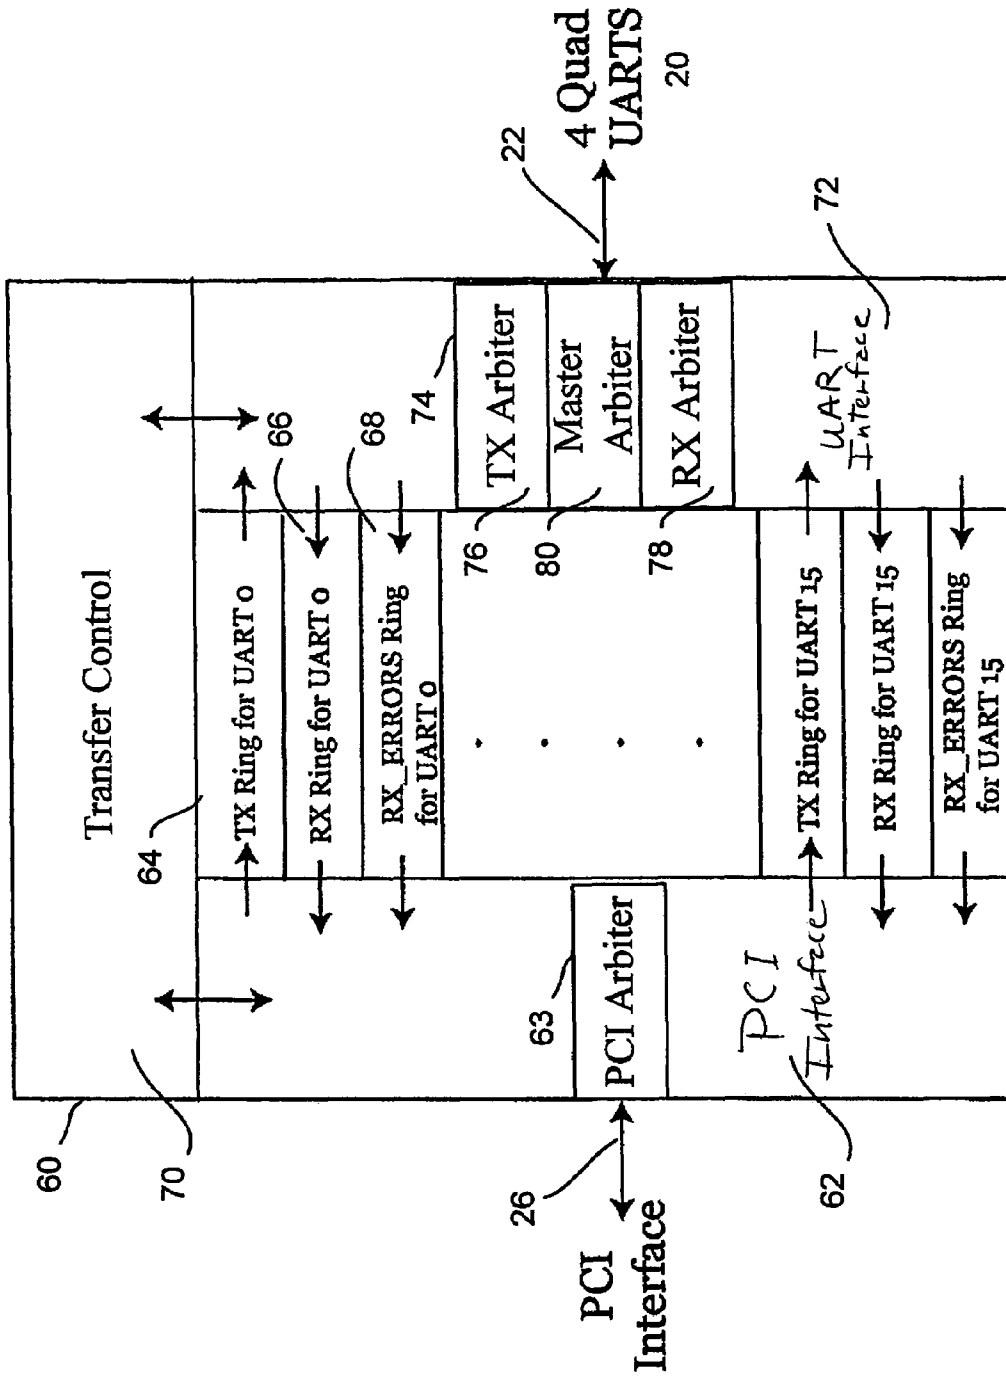 60
70
Transfer Control
64
TX Ring for UART 0
RX Ring for UART 0
66
RX_ERRORS Ring
for UART 0
68
PCI
Interface
26
63
PCI Arbiter
74
76
TX Arbiter
80
Master
Arbiter
78
RX Arbiter
22
4 Quad
UARTS
20
62
PCI
Interface
TX Ring for UART 15
RX Ring for UART 15
RX_ERRORS Ring
for UART 15
UART
Interface
72